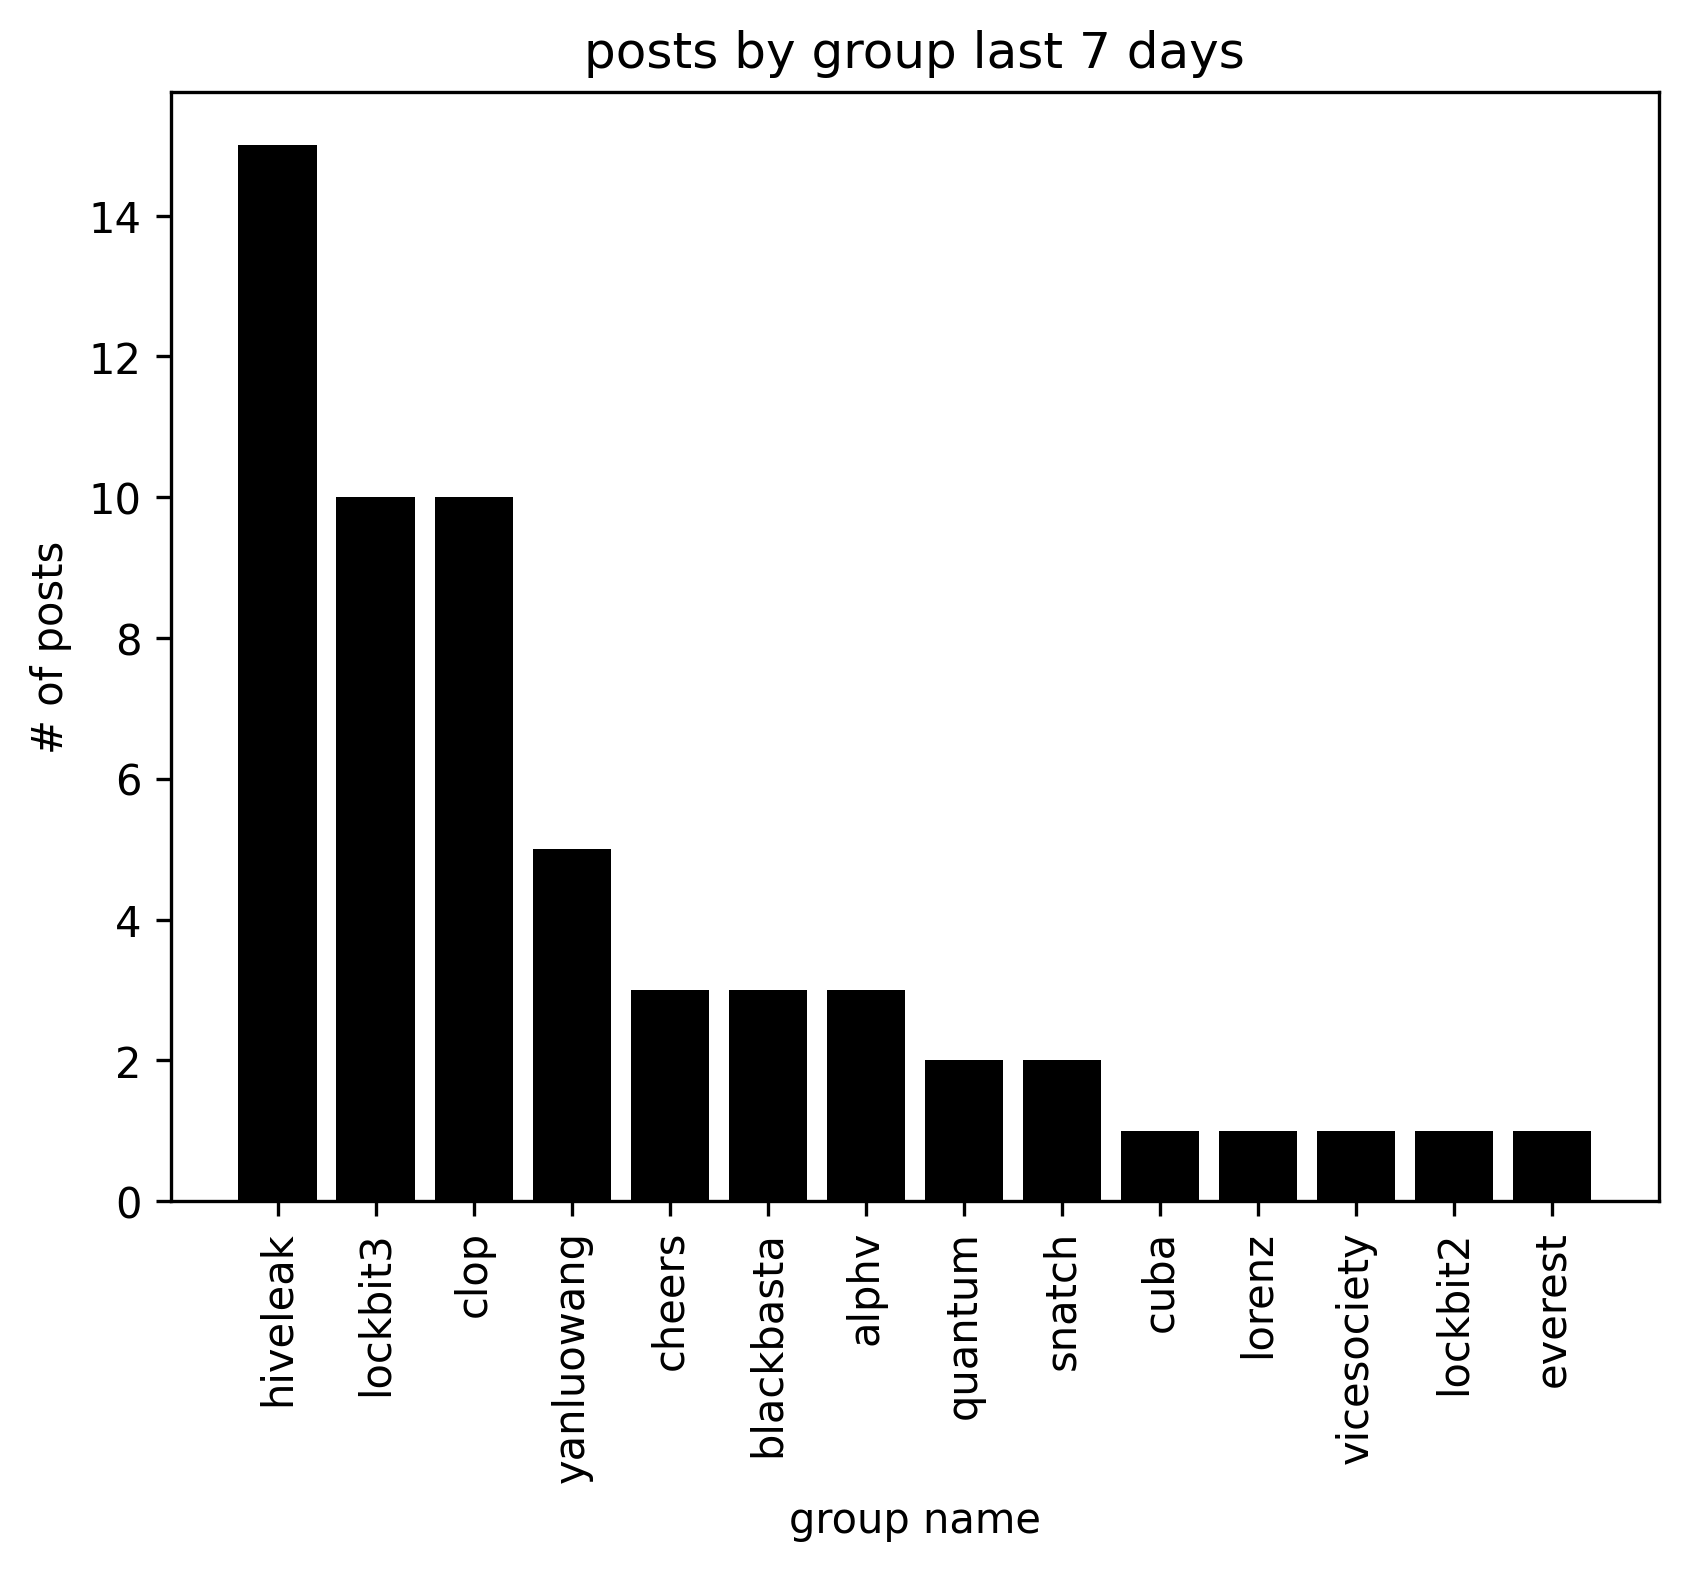 posts by group last 7 days
14
12
10
8
6
4
2
0
# of posts
hiveleak
lockbit3
clop
yanluowang
cheers
blackbasta
alphv
quantum
snatch
cuba
lorenz
vicesociety
lockbit2
everest
group name